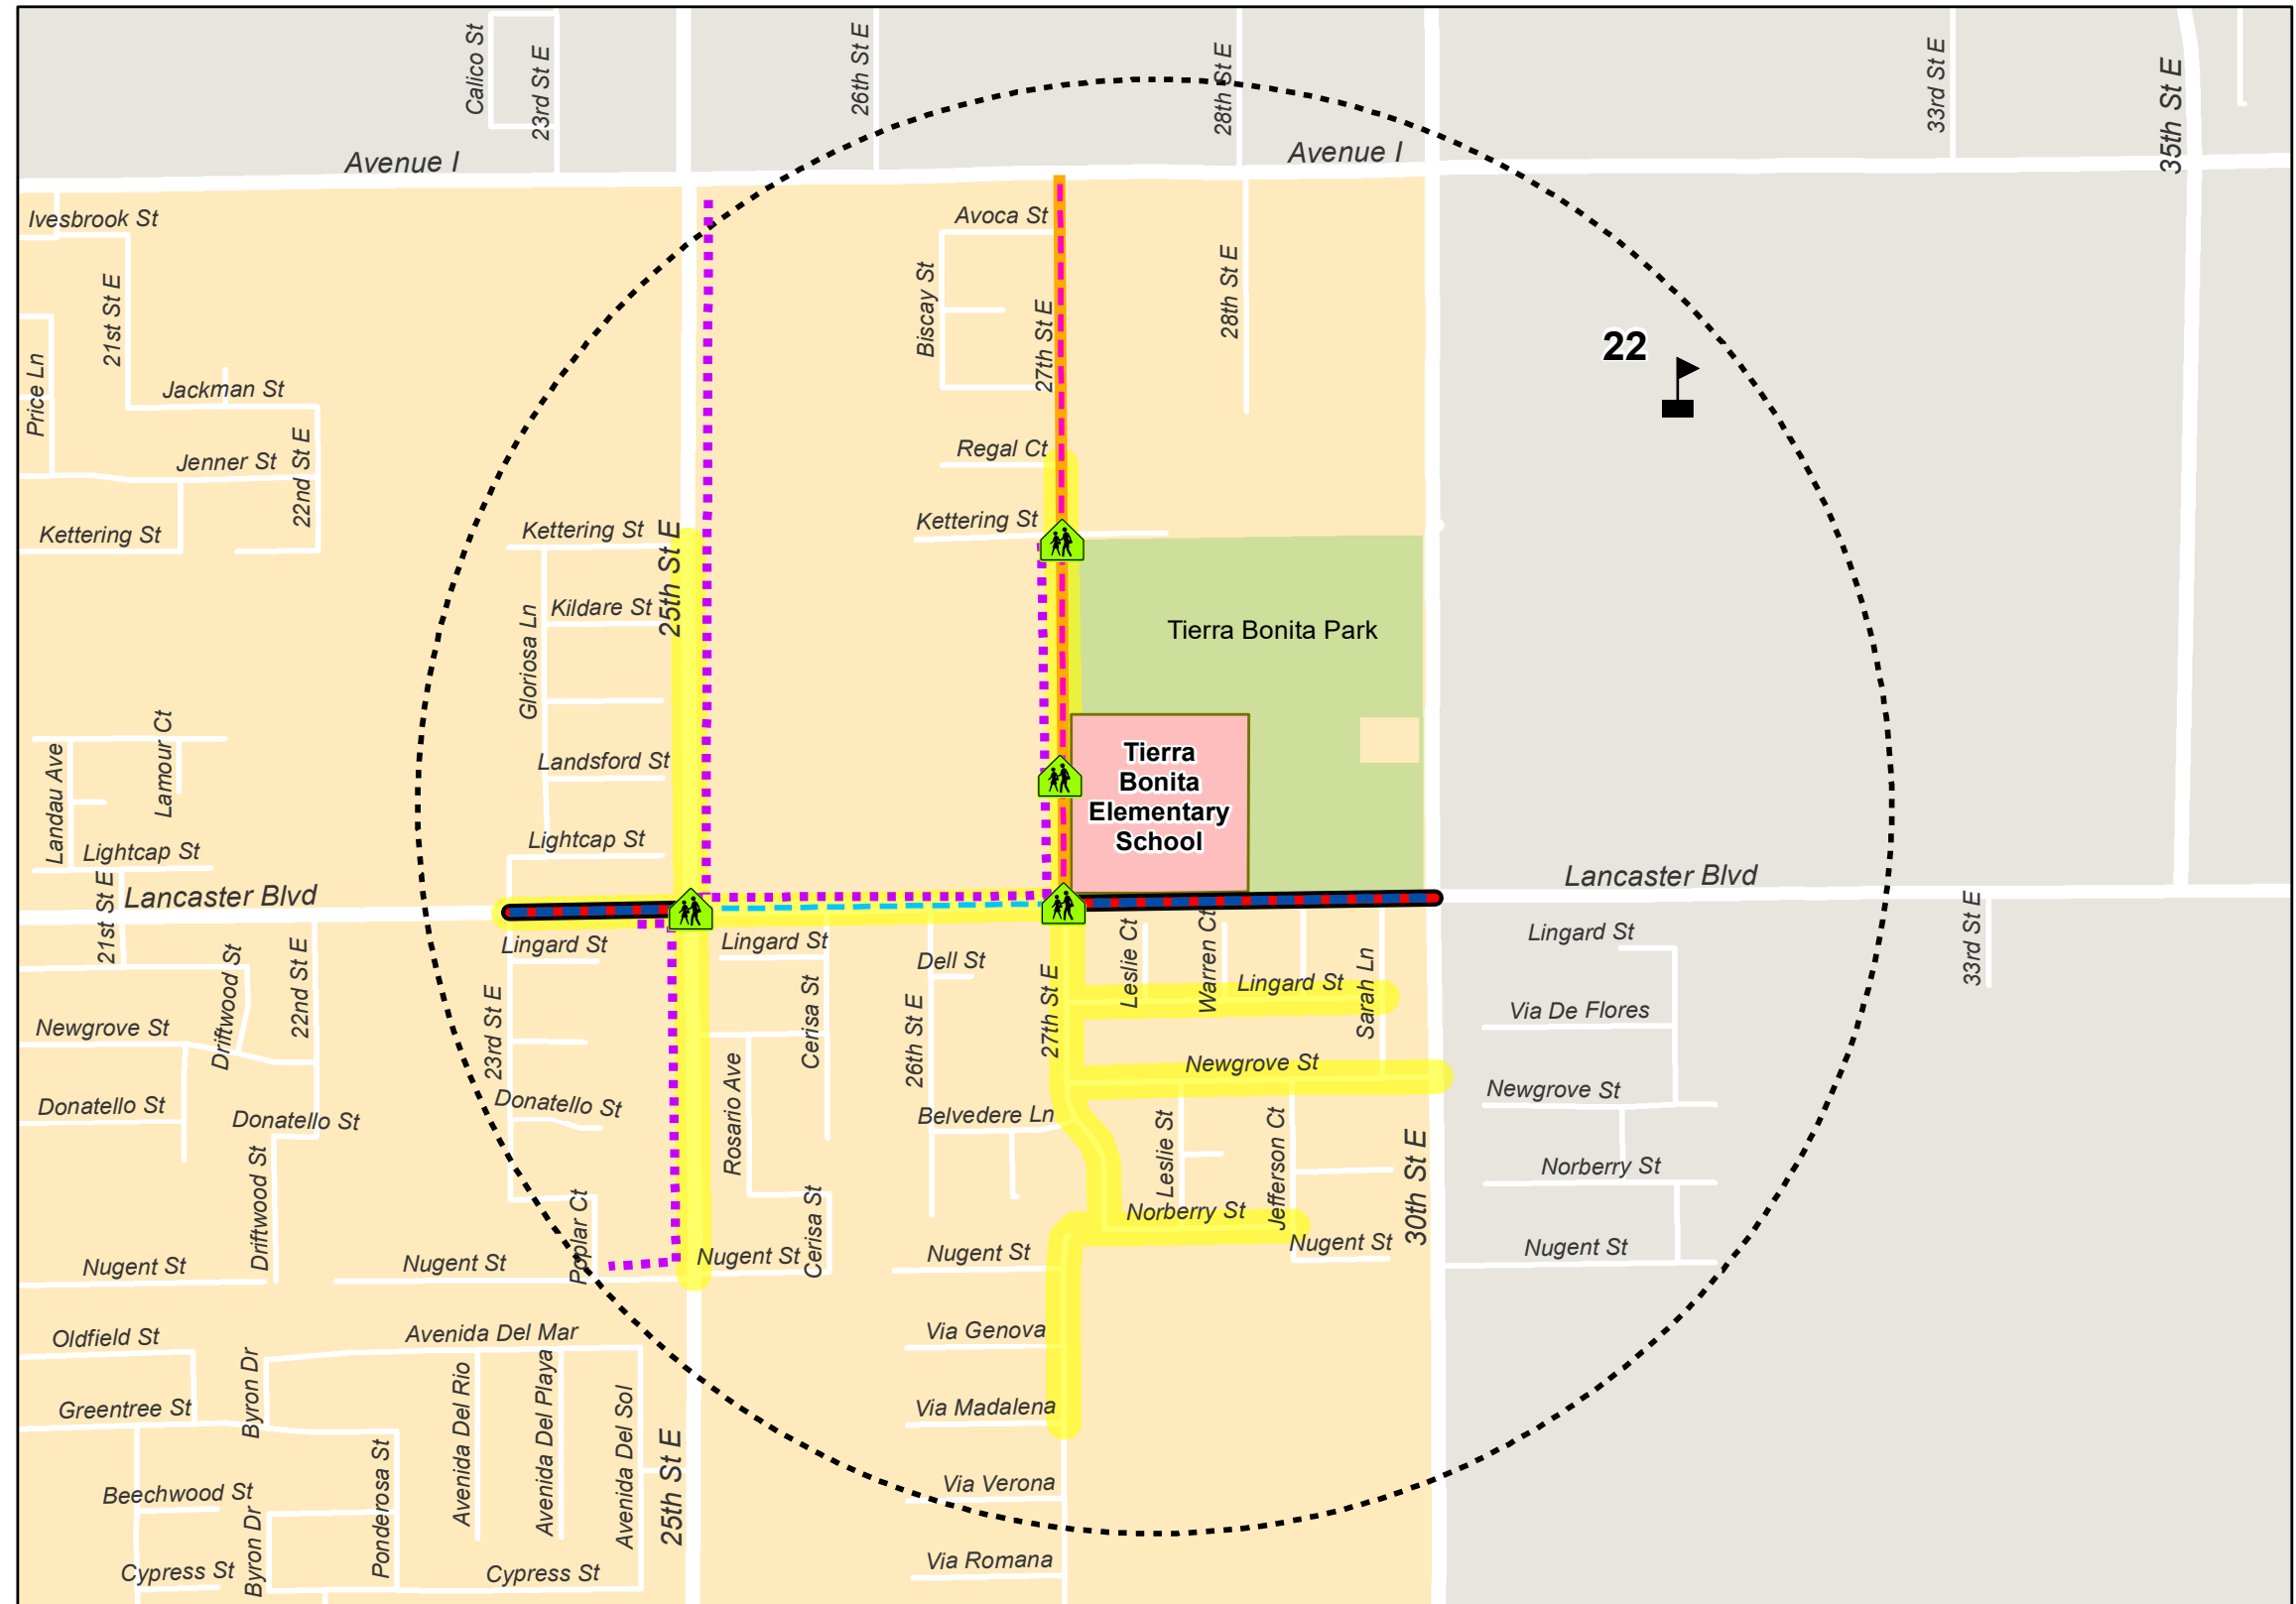 Calico St
23rd St E
26th St E
28th St E
33rd St E
35th St E
Avenue I
Avenue I
Ivesbrook St
Avoca St
21st St E
Biscay St
27th St E
28th St E
22
Price Ln
Jackman St
Jenner St
22nd St E
Regal Ct
Kettering St
Kettering St
25th St E
Kettering St
Kildare St
Gloriosa Ln
Tierra Bonita Park
Landau Ave
Lamour Ct
Landsford St
Tierra
Bonita
Elementary
School
Lightcap St
Lightcap St
Lancaster Blvd
Lancaster Blvd
21st St E
Driftwood St
22nd St E
Lingard St
Lingard St
Dell St
Leslie Ct
Warren Ct
Lingard St
Sarah Ln
Lingard St
33rd St E
Newgrove St
23rd St E
Cerisa St
26th St E
27th St E
Via De Flores
Newgrove St
Newgrove St
Donatello St
Donatello St
Donatello St
Rosario Ave
Belvedere Ln
Leslie St
Jefferson Ct
30th St E
Norberry St
Norberry St
Driftwood St
Poplar Ct
Cerisa St
Nugent St
Nugent St
Nugent St
Nugent St
Nugent St
Nugent St
Oldfield St
Byron Dr
Avenida Del Mar
Via Genova
Avenida Del Rio
Avenida Del Playa
Avenida Del Sol
Greentree St
Via Madalena
Ponderosa St
25th St E
Beechwood St
Via Verona
Byron Dr
Cypress St
Cypress St
Via Romana